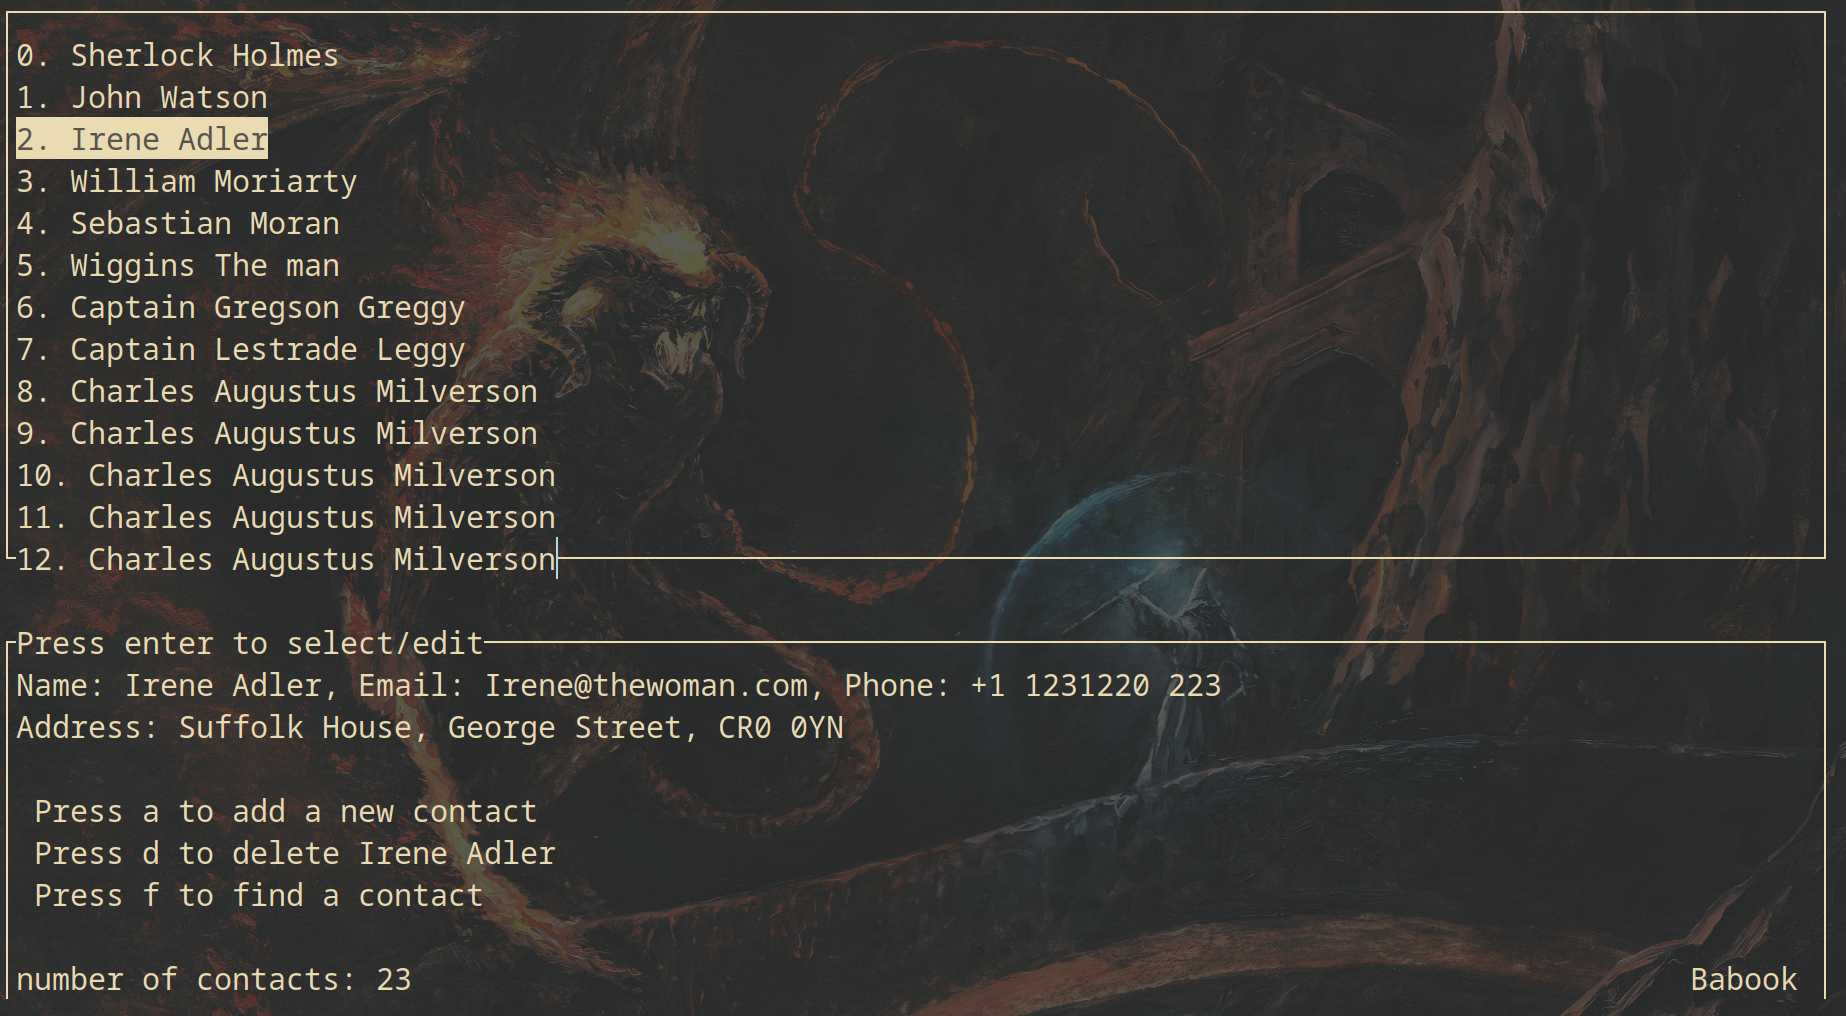 0. Sherlock Holmes
1. John Watson
2. Irene Adler
3. William Moriarty
4. Sebastian Moran
5. Wiggins The man
6. Captain Gregson Greggy
7. Captain Lestrade Leggy
8. Charles Augustus Milverson
9. Charles Augustus Milverson
10. Charles Augustus Milverson
11. Charles Augustus Milverson
12. Charles Augustus Milverson
Press enter to select/edit
Name: Irene Adler, Email: Irene@thewoman.com, Phone: +1 1231220 223
Address: Suffolk House, George Street, CR0 0YN
Press a to add a new contact
Press d to delete Irene Adler
Press f to find a contact
number of contacts: 23
Babook